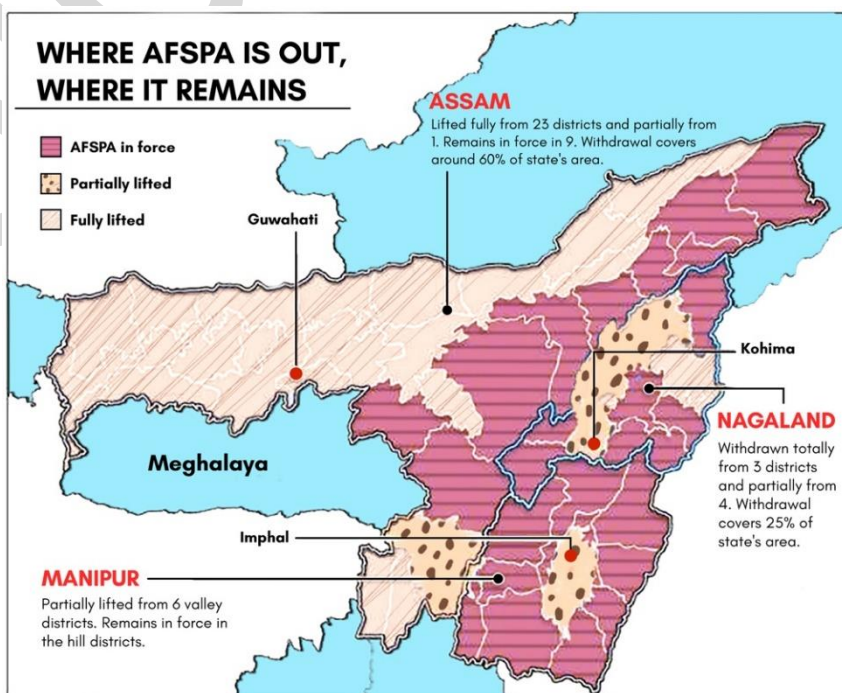 WHERE AFSPA IS OUT,
WHERE IT REMAINS
AFSPA in force
Partially lifted
Fully lifted
ASSAM
Lifted fully from 23 districts and partially from
1. Remains in force in 9. Withdrawal covers
around 60% of state's area.
Guwahati
Kohima
NAGALAND
Withdrawn totally
from 3 districts
and partially from
4. Withdrawal
covers 25% of
state's area.
Meghalaya
Imphal
MANIPUR
Partially lifted from 6 valley
districts. Remains in force in
the hill districts.